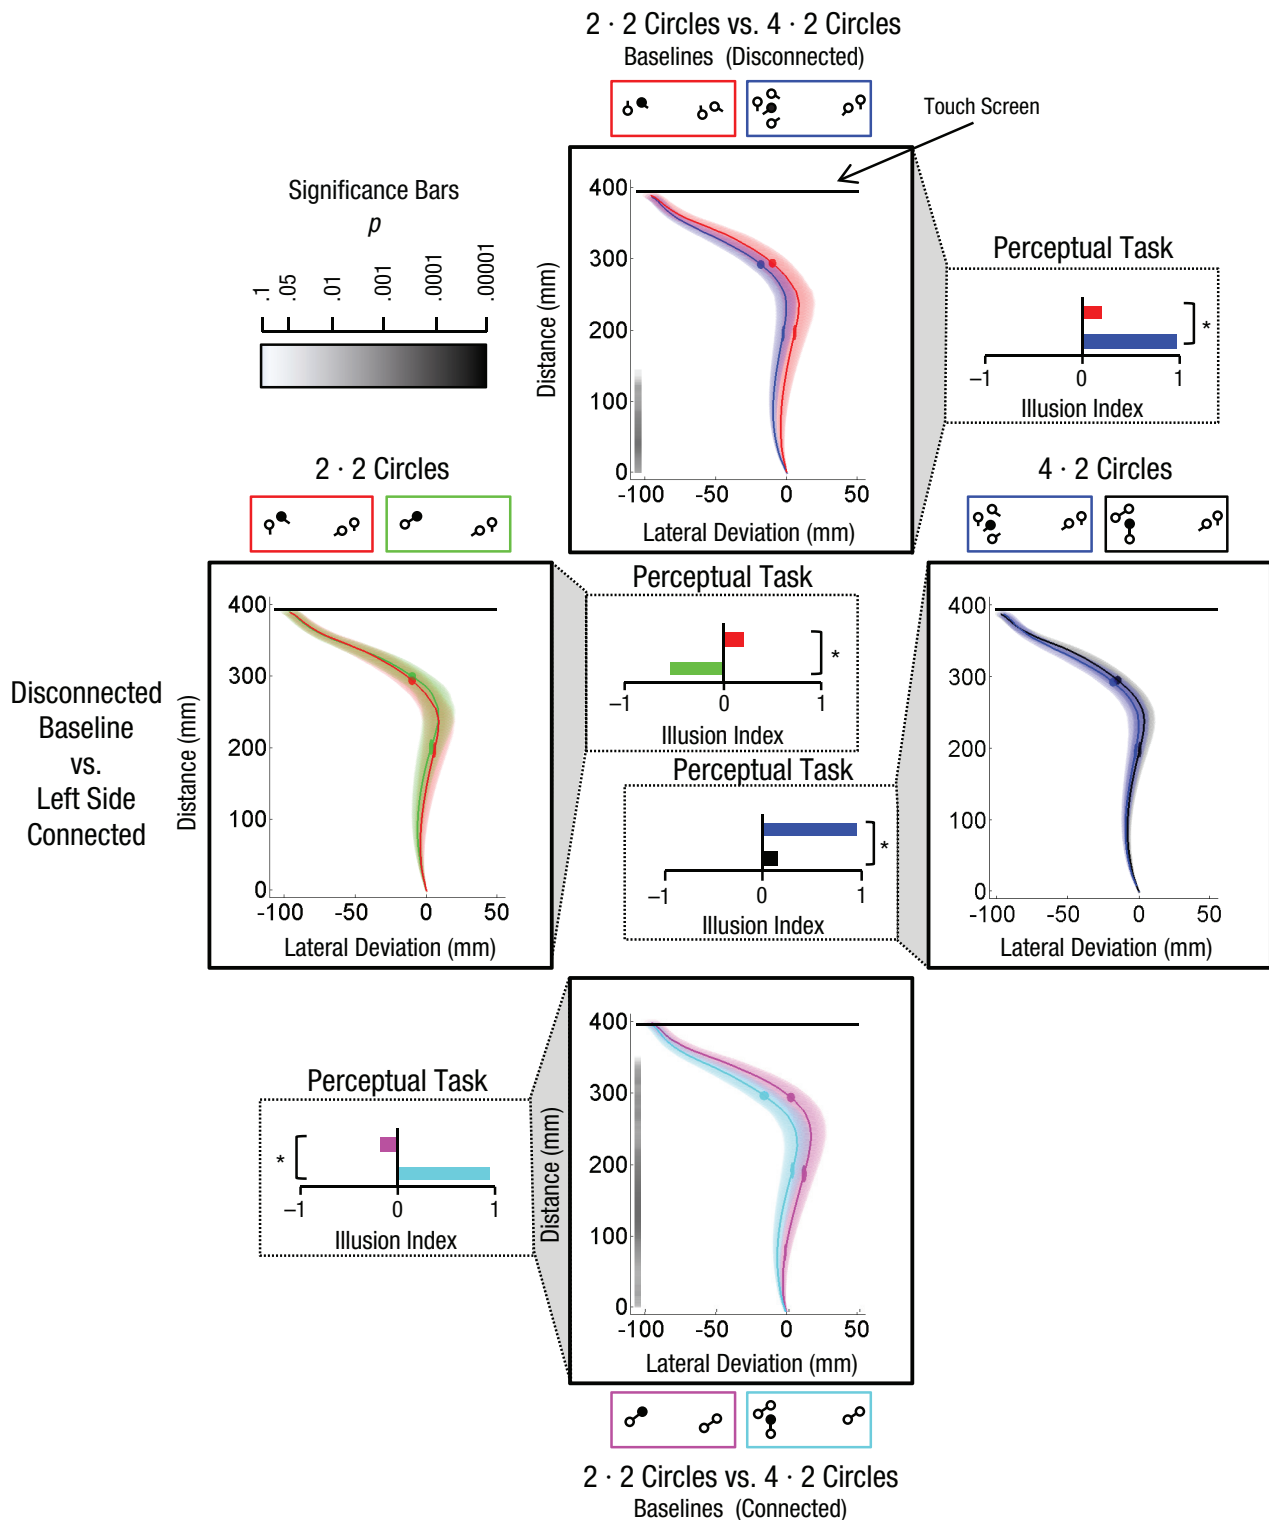 2 · 2 Circles vs. 4 · 2 Circles
Baselines (Disconnected)
Touch Screen
Significance Bars
p
.1
.05
.01
.001
.0001
.00001
400
300
200
100
0
Distance (mm)
-100
-50
0
50
Lateral Deviation (mm)
Perceptual Task
*
–1
0
1
Illusion Index
2 · 2 Circles
4 · 2 Circles
Disconnected
Baseline
vs.
Left Side
Connected
400
300
200
100
0
Distance (mm)
-100
-50
0
50
Lateral Deviation (mm)
Perceptual Task
*
–1
0
1
Illusion Index
Perceptual Task
*
–1
0
1
Illusion Index
400
300
200
100
0
-100
-50
0
50
Lateral Deviation (mm)
Perceptual Task
*
–1
0
1
Illusion Index
400
300
200
100
0
Distance (mm)
-100
-50
0
50
Lateral Deviation (mm)
2 · 2 Circles vs. 4 · 2 Circles
Baselines (Connected)